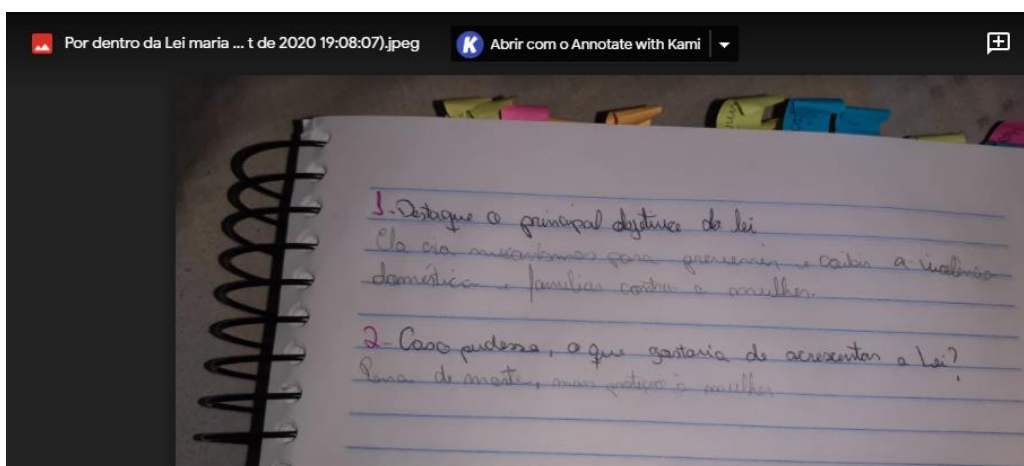 Por dentro da Lei maria ... t de 2020 19:08:07).jpeg
K Abrir com o Annotate with Kami
1-Destaque o principal objetivo da lei
Ela cria mecanismos para prevenir e coibir a violência
doméstica e familiar contra a mulher.
2-Caso pudesse, o que gostaria de acrescentar a Lei?
Pena de morte, mais proteção à mulher